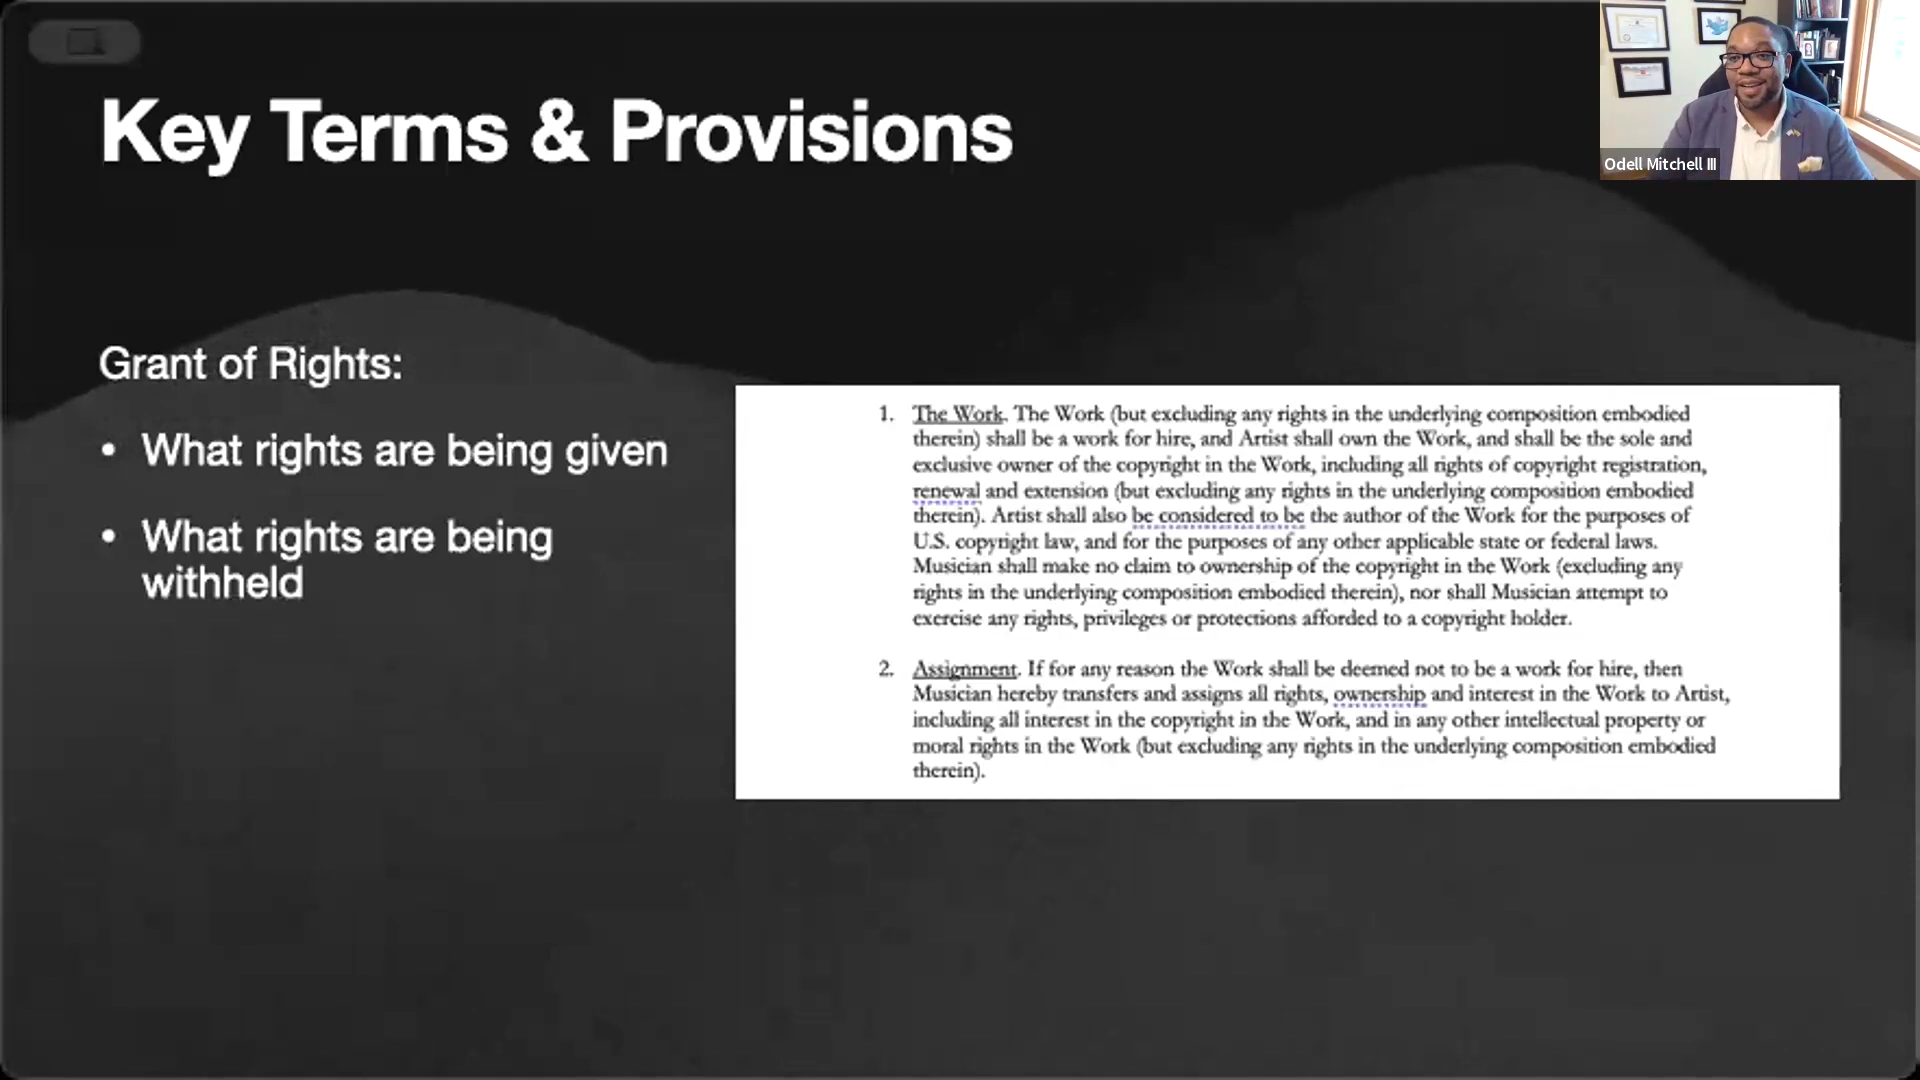 Key Terms & Provisions
Odell Mitchell III
Grant of Rights:
• What rights are being given
• What rights are being
withheld
1. The Work. The Work (but excluding any rights in the underlying composition embodied
therein) shall be a work for hire, and Artist shall own the Work, and shall be the sole and
exclusive owner of the copyright in the Work, including all rights of copyright registration,
renewal and extension (but excluding any rights in the underlying composition embodied
therein). Artist shall also be considered to be the author of the Work for the purposes of
U.S. copyright law, and for the purposes of any other applicable state or federal laws.
Musician shall make no claim to ownership of the copyright in the Work (excluding any
rights in the underlying composition embodied therein), nor shall Musician attempt to
exercise any rights, privileges or protections afforded to a copyright holder.
2. Assignment. If for any reason the Work shall be deemed not to be a work for hire, then
Musician hereby transfers and assigns all rights, ownership and interest in the Work to Artist,
including all interest in the copyright in the Work, and in any other intellectual property or
moral rights in the Work (but excluding any rights in the underlying composition embodied
therein).